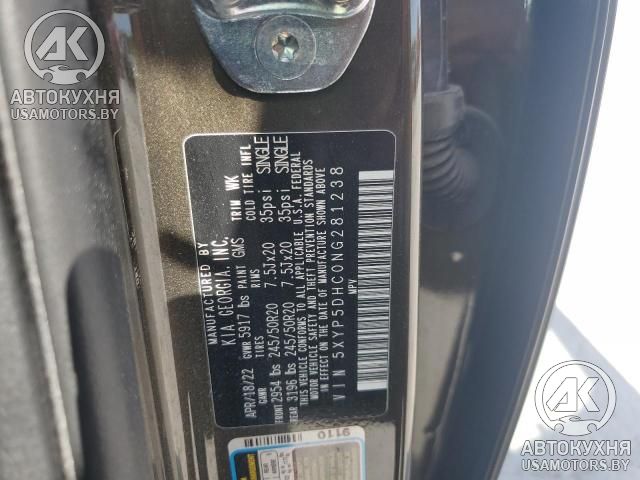 АК
АВТОКУХНЯ
USAMOTORS.BY
MANUFACTURED BY
KIA GEORGIA, INC.
APR/18/22 GVWR 5917 lbs PAINT GMS TRIM WK
GAWR TIRES RIMS COLD TIRE INFL
FRONT 2954 lbs 245/50R20 7.5Jx20 35psi SINGLE
REAR 3196 lbs 245/50R20 7.5Jx20 35psi SINGLE
THIS VEHICLE CONFORMS TO ALL APPLICABLE U.S.A. FEDERAL
MOTOR VEHICLE SAFETY AND THEFT PREVENTION STANDARDS
IN EFFECT ON THE DATE OF MANUFACTURE SHOWN ABOVE
VIN 5XYP5DHC0NG281238
MPV
9110
АК
АВТОКУХНЯ
USAMOTORS.BY